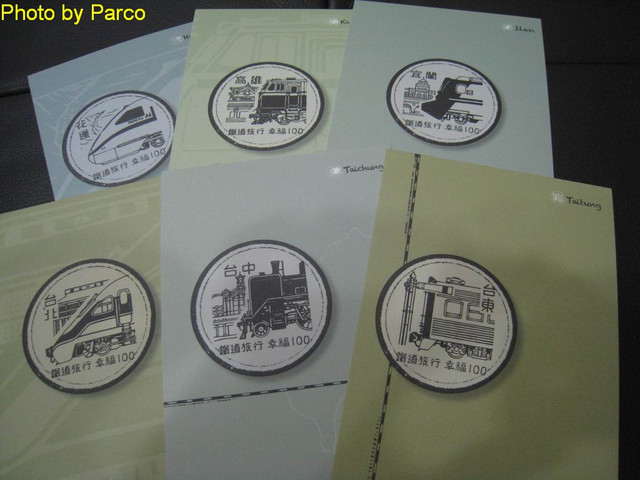 Photo by Parco
H
Ka
Ilan
花蓮
鐵道旅行 幸福100
高雄
鐵道旅行 幸福100
宜蘭
鐵道旅行 幸福100
Taichung
Taitung
台北
鐵道旅行 幸福100
台中
鐵道旅行 幸福100
台東
鐵道旅行 幸福100